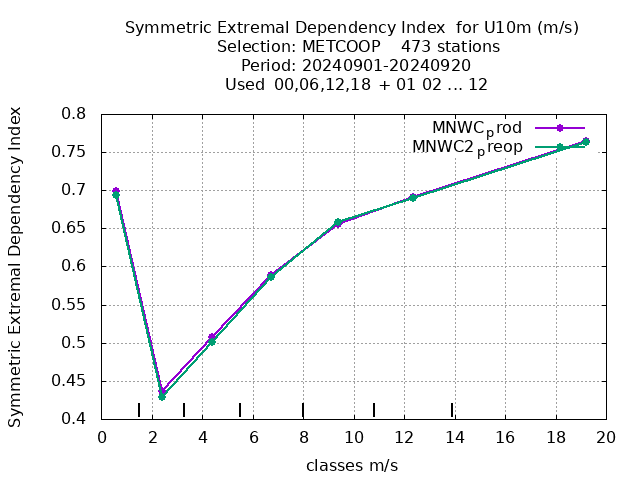 Symmetric Extremal Dependency Index  for U10m (m/s)
Selection: METCOOP    473 stations
Period: 20240901-20240920
Used  00,06,12,18 + 01 02 ... 12
Symmetric Extremal Dependency Index
0.8
0.75
0.7
0.65
0.6
0.55
0.5
0.45
0.4
MNWCprod
MNWC2preop
0 2 4 6 8 10 12 14 16 18 20
classes m/s